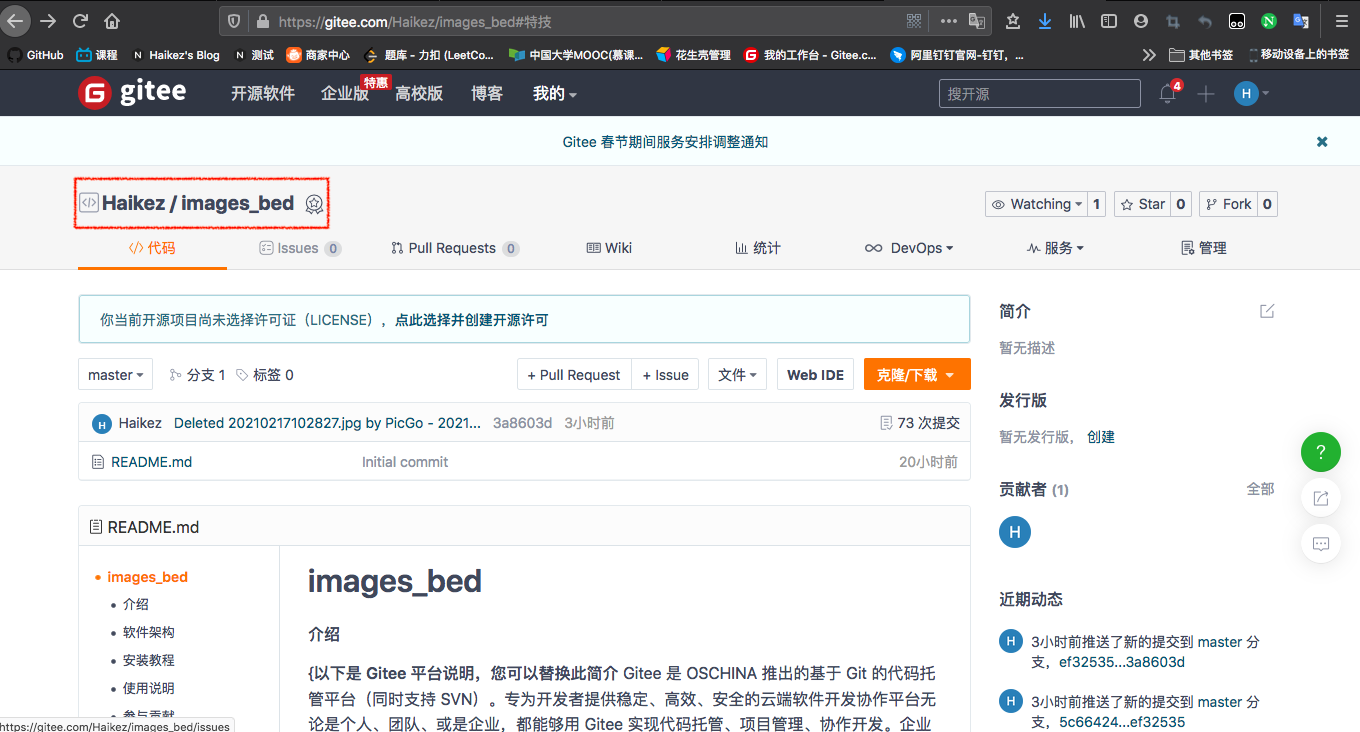 https://gitee.com/Haikez/images_bed#特技
GitHub 课程 Haikez's Blog 测试 商家中心 题库 - 力扣 (LeetCo... 中国大学MOOC(慕课... 花生壳管理 我的工作台 - Gitee.c... 阿里钉钉官网-钉钉，... 其他书签 移动设备上的书签
gitee 开源软件 企业版 特惠 高校版 博客 我的 搜开源 4 H
Gitee 春节期间服务安排调整通知
Haikez / images_bed
Watching 1 Star 0 Fork 0
代码 Issues 0 Pull Requests 0 Wiki 统计 DevOps 服务 管理
你当前开源项目尚未选择许可证（LICENSE），点此选择并创建开源许可
master 分支 1 标签 0 + Pull Request + Issue 文件 Web IDE 克隆/下载
H Haikez Deleted 20210217102827.jpg by PicGo - 2021... 3a8603d 3小时前 73 次提交
README.md Initial commit 20小时前
README.md
images_bed
介绍
软件架构
安装教程
使用说明
参与贡献
images_bed
介绍
{以下是 Gitee 平台说明，您可以替换此简介 Gitee 是 OSCHINA 推出的基于 Git 的代码托
管平台（同时支持 SVN）。专为开发者提供稳定、高效、安全的云端软件开发协作平台无
论是个人、团队、或是企业，都能够用 Gitee 实现代码托管、项目管理、协作开发。企业
简介
暂无描述
发行版
暂无发行版， 创建
贡献者 (1) 全部
H
近期动态
H 3小时前推送了新的提交到 master 分
支，ef32535...3a8603d
H 3小时前推送了新的提交到 master 分
支，5c66424...ef32535
?
https://gitee.com/Haikez/images_bed/issues